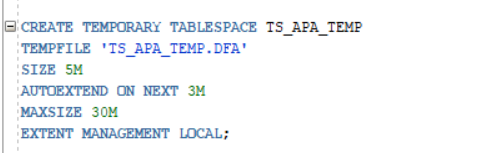 CREATE TEMPORARY TABLESPACE TS_APA_TEMP
TEMPFILE 'TS_APA_TEMP.DFA'
SIZE 5M
AUTOEXTEND ON NEXT 3M
MAXSIZE 30M
EXTENT MANAGEMENT LOCAL;